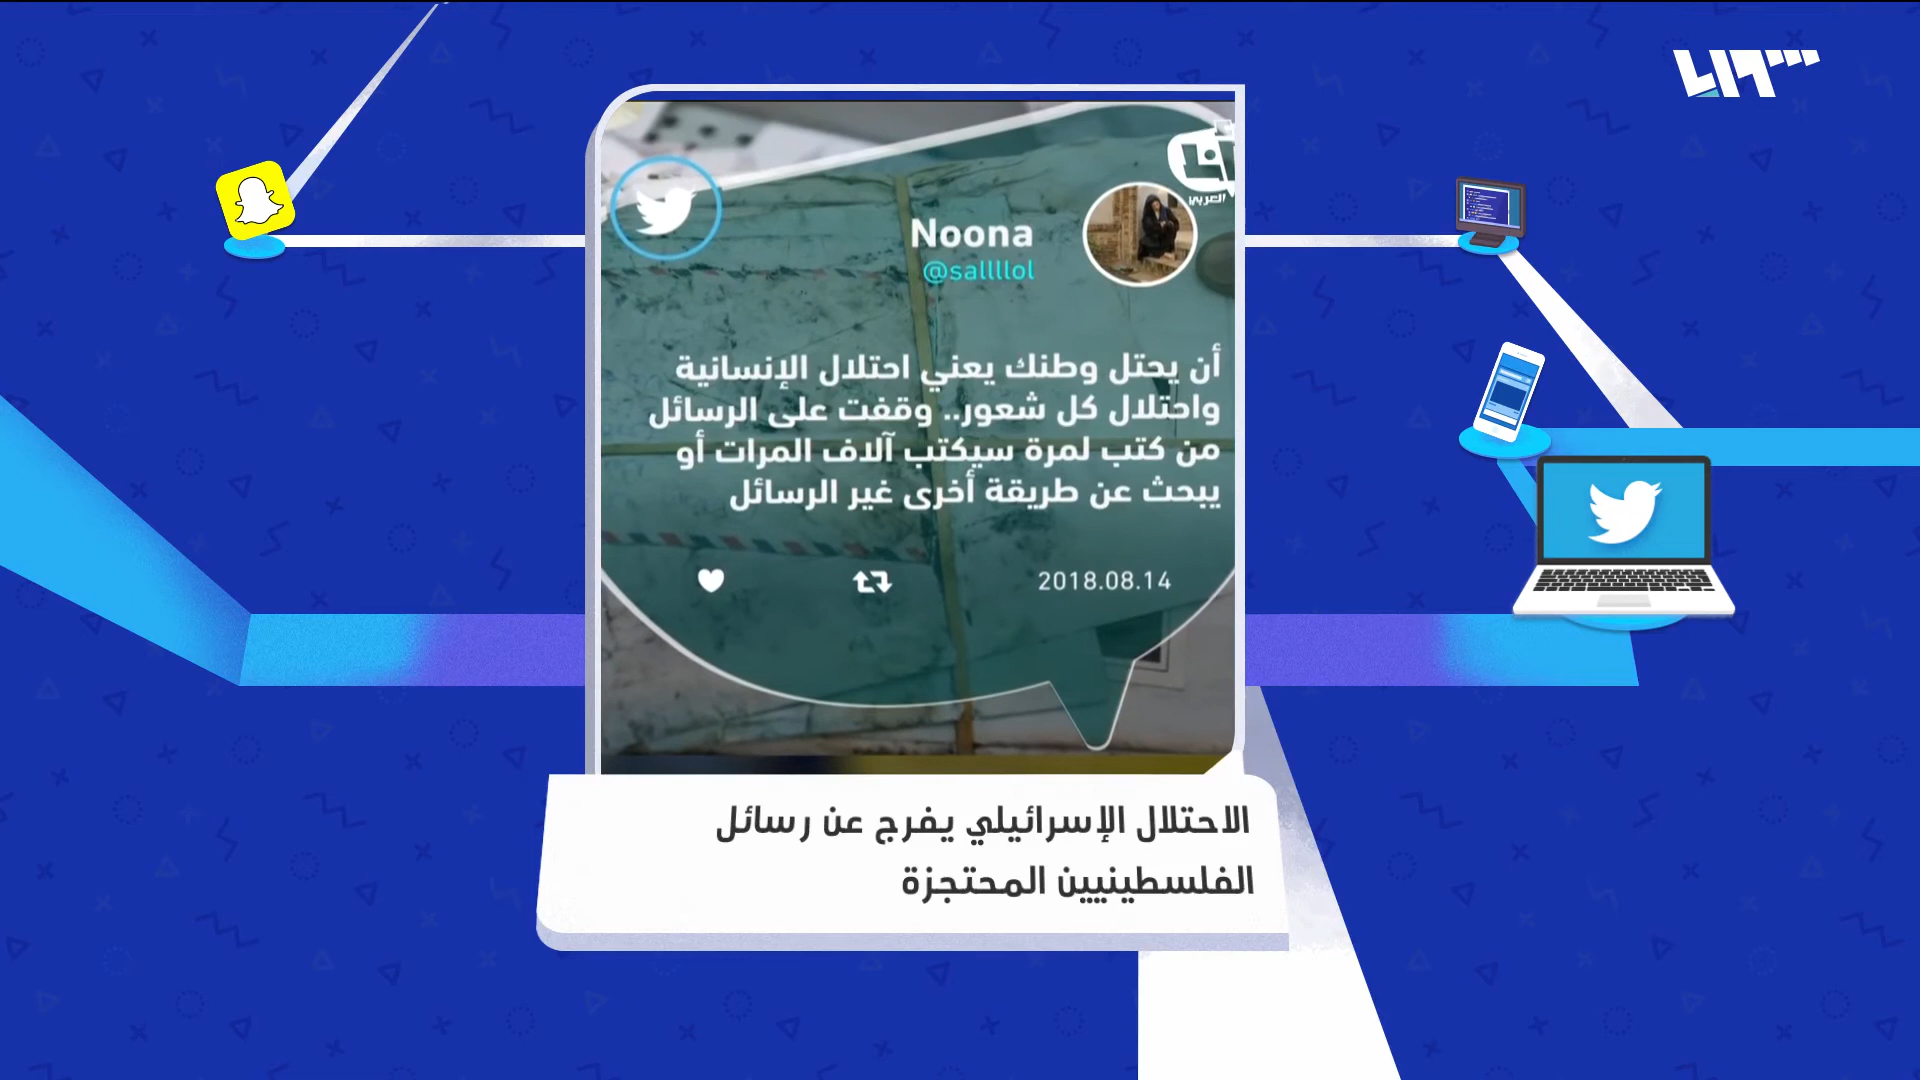 Noona
@sallllol
أن يحتل وطنك يعني احتلال الإنسانية
واحتلال كل شعور.. وقفت على الرسائل
من كتب لمرة سيكتب آلاف المرات أو
يبحث عن طريقة أخرى غير الرسائل
2018.08.14
الاحتلال الإسرائيلي يفرج عن رسائل
الفلسطينيين المحتجزة